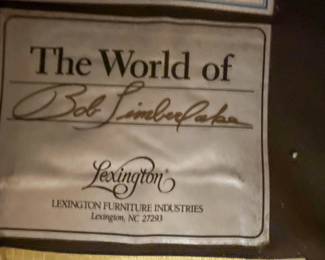 The World of
Bob Timberlake
Lexington
LEXINGTON FURNITURE INDUSTRIES
Lexington, NC 27293